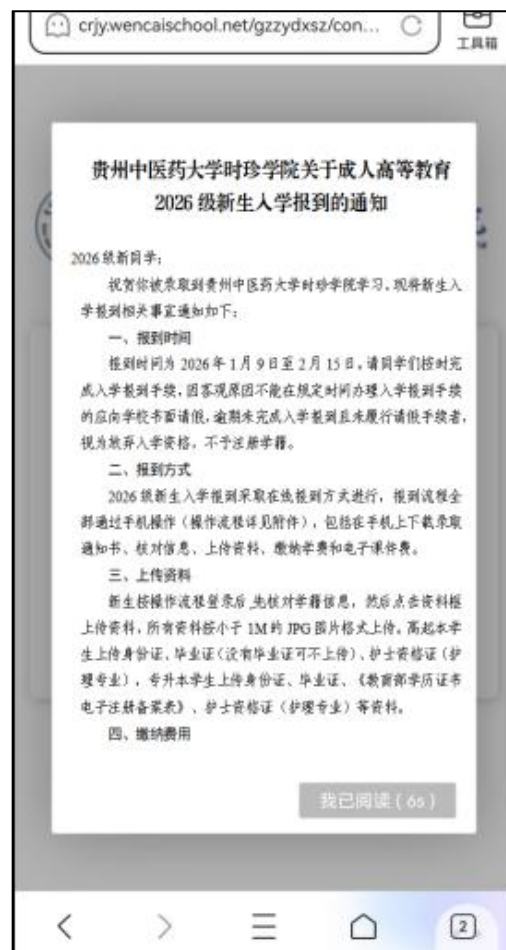 crjy.wencaischool.net/gzzydxsz/con...
工具箱
贵州中医药大学时珍学院关于成人高等教育
2026 级新生入学报到的通知
2026 级新同学:
祝贺你被录取到贵州中医药大学时珍学院学习。现将新生入
学报到相关事宜通知如下:
一、报到时间
报到时间为 2026 年 1 月 9 日至 2 月 15 日,请同学们按时完
成入学报到手续,因客观原因不能在规定时间办理入学报到手续
的应向学校书面请假,逾期未完成入学报到且未履行请假手续者,
视为放弃入学资格,不予注册学籍。
二、报到方式
2026 级新生入学报到采取在线报到方式进行,报到流程全
部通过手机操作(操作流程详见附件),包括在手机上下载录取
通知书、核对信息、上传资料、缴纳学费和电子课件费。
三、上传资料
新生按操作流程登录后,先核对学籍信息,然后点击资料框
上传资料,所有资料按小于 1M 的 JPG 图片格式上传。高起本学
生上传身份证、毕业证(没有毕业证可不上传)、护士资格证(护
理专业),专升本学生上传身份证、毕业证、《教育部学历证书
电子注册备案表》、护士资格证(护理专业)等资料。
四、缴纳费用
我已阅读(6s)
2